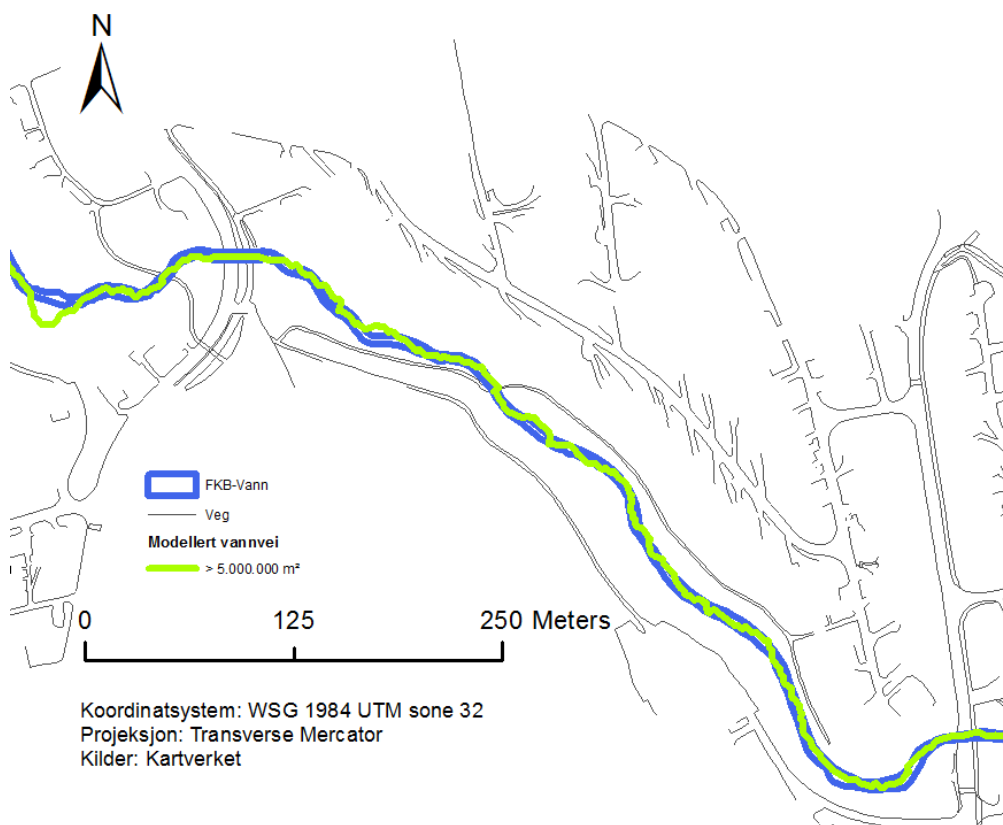 N
FKB-Vann
Veg
Modellert vannvei
> 5.000.000 m²
0 125 250 Meters
Koordinatsystem: WSG 1984 UTM sone 32
Projeksjon: Transverse Mercator
Kilder: Kartverket